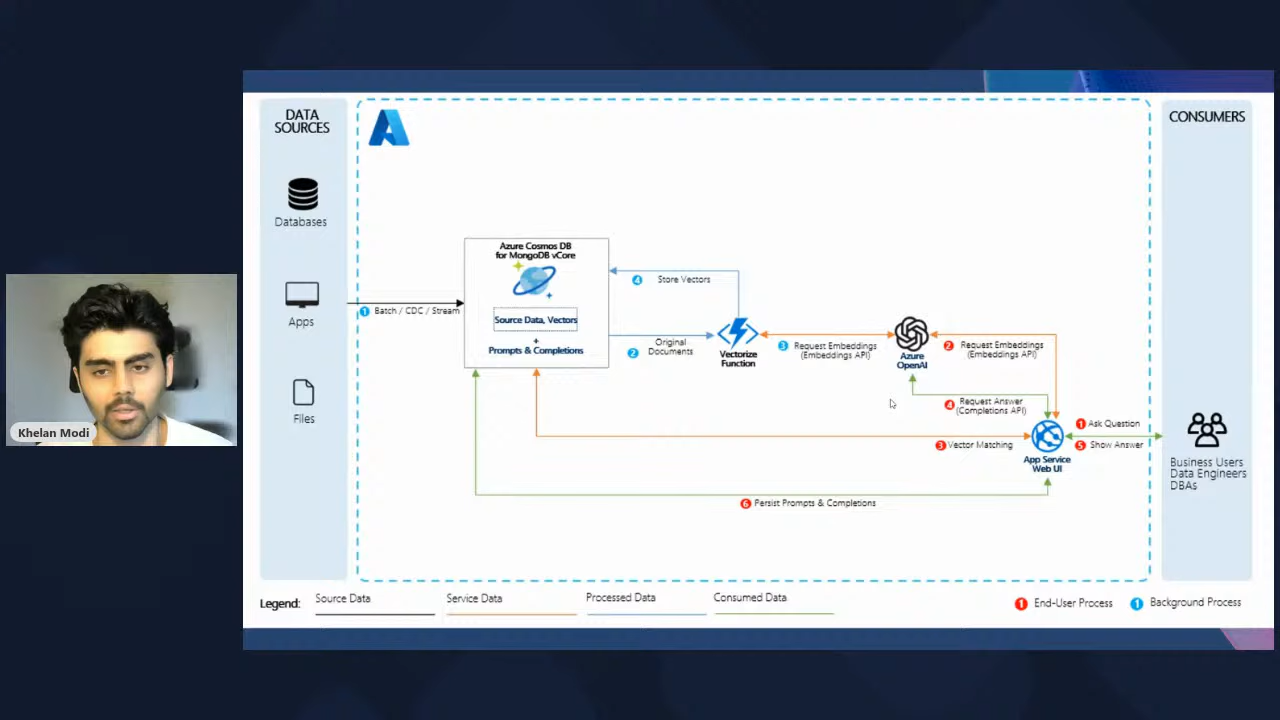 DATA
SOURCES
Databases
Apps
Files
1 Batch / CDC / Stream
Azure Cosmos DB
for MongoDB vCore
Source Data, Vectors
+
Prompts & Completions
4 Store Vectors
2 Original
Documents
Vectorize
Function
3 Request Embeddings
(Embeddings API)
Azure
OpenAI
2 Request Embeddings
(Embeddings API)
4 Request Answer
(Completions API)
3 Vector Matching
App Service
Web UI
1 Ask Question
5 Show Answer
6 Persist Prompts & Completions
CONSUMERS
Business Users
Data Engineers
DBAs
Khelan Modi
Legend:
Source Data
Service Data
Processed Data
Consumed Data
1 End-User Process
1 Background Process